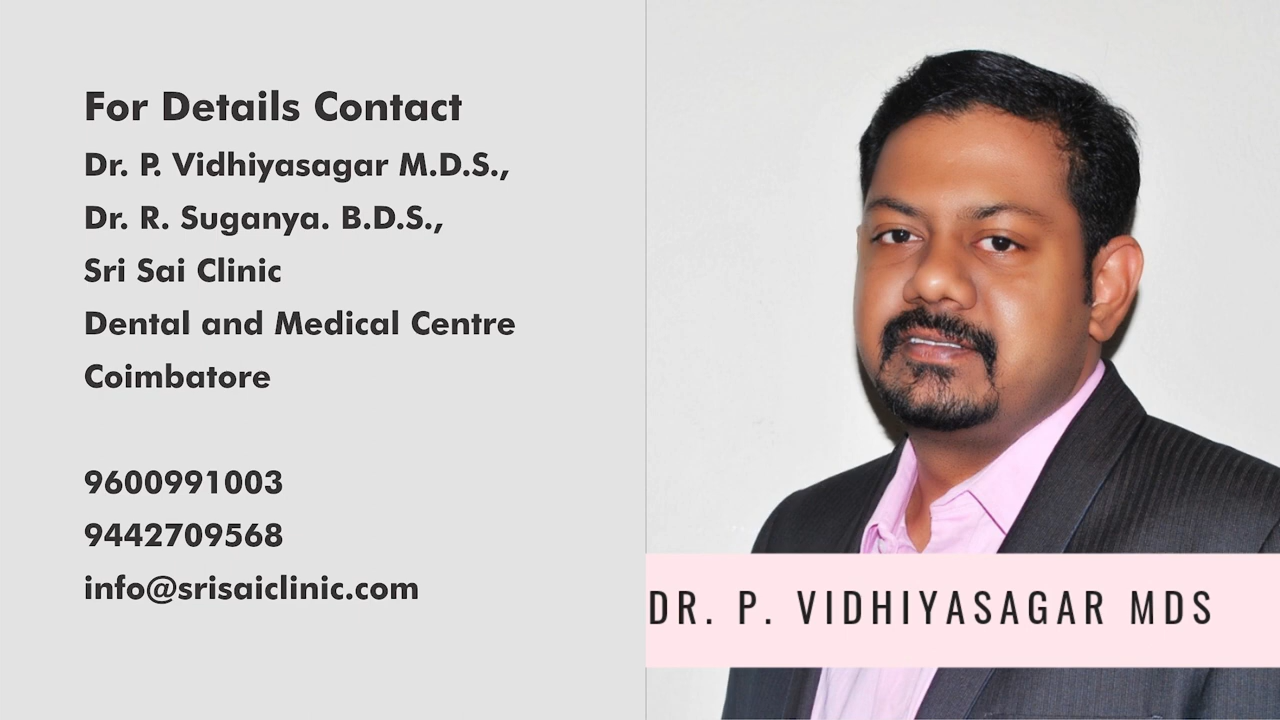 For Details Contact
Dr. P. Vidhiyasagar M.D.S.,
Dr. R. Suganya. B.D.S.,
Sri Sai Clinic
Dental and Medical Centre
Coimbatore
9600991003
9442709568
info@srisaiclinic.com
DR. P. VIDHIYASAGAR MDS